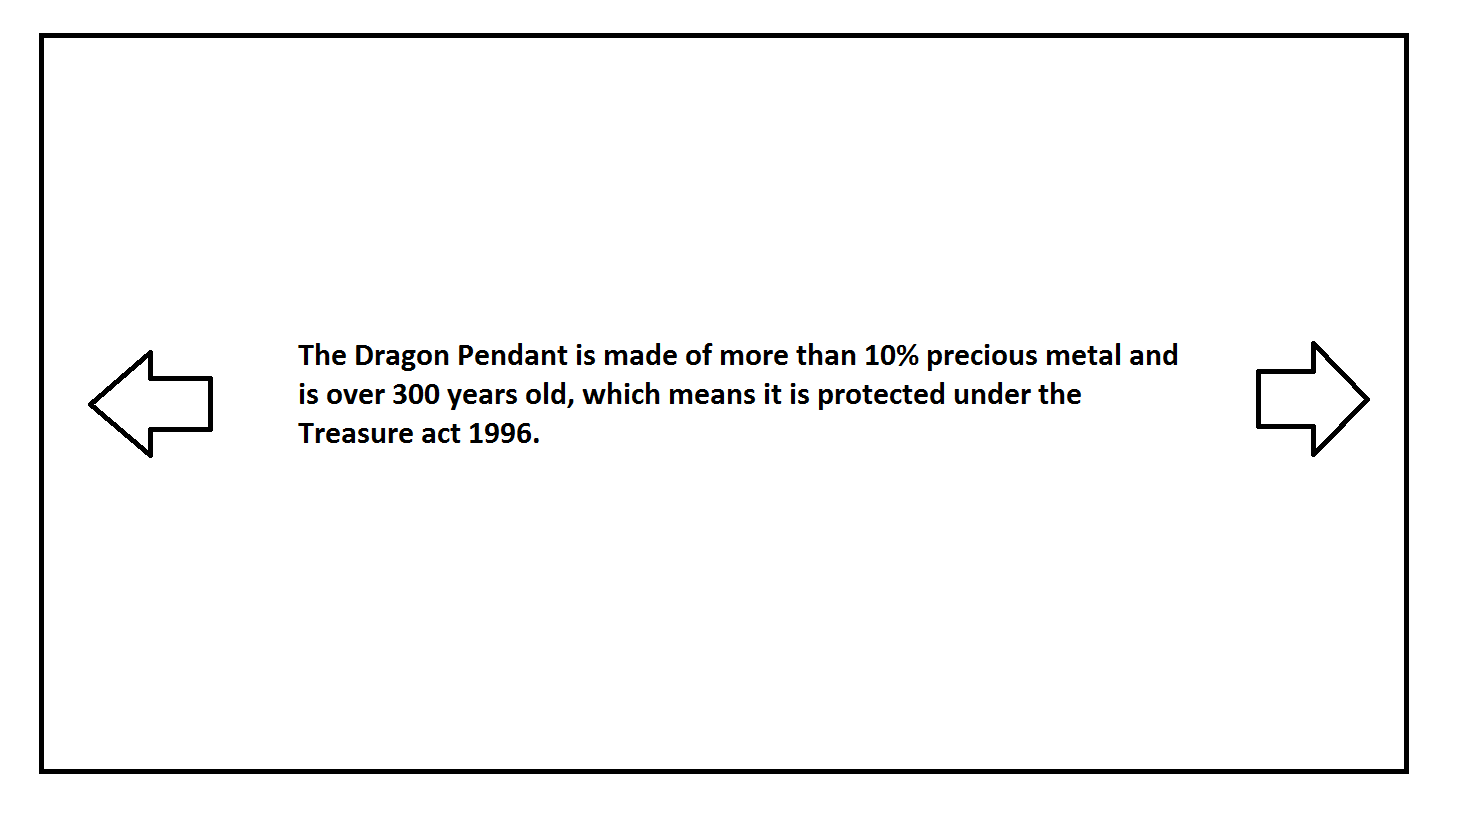 The Dragon Pendant is made of more than 10% precious metal and
is over 300 years old, which means it is protected under the
Treasure act 1996.